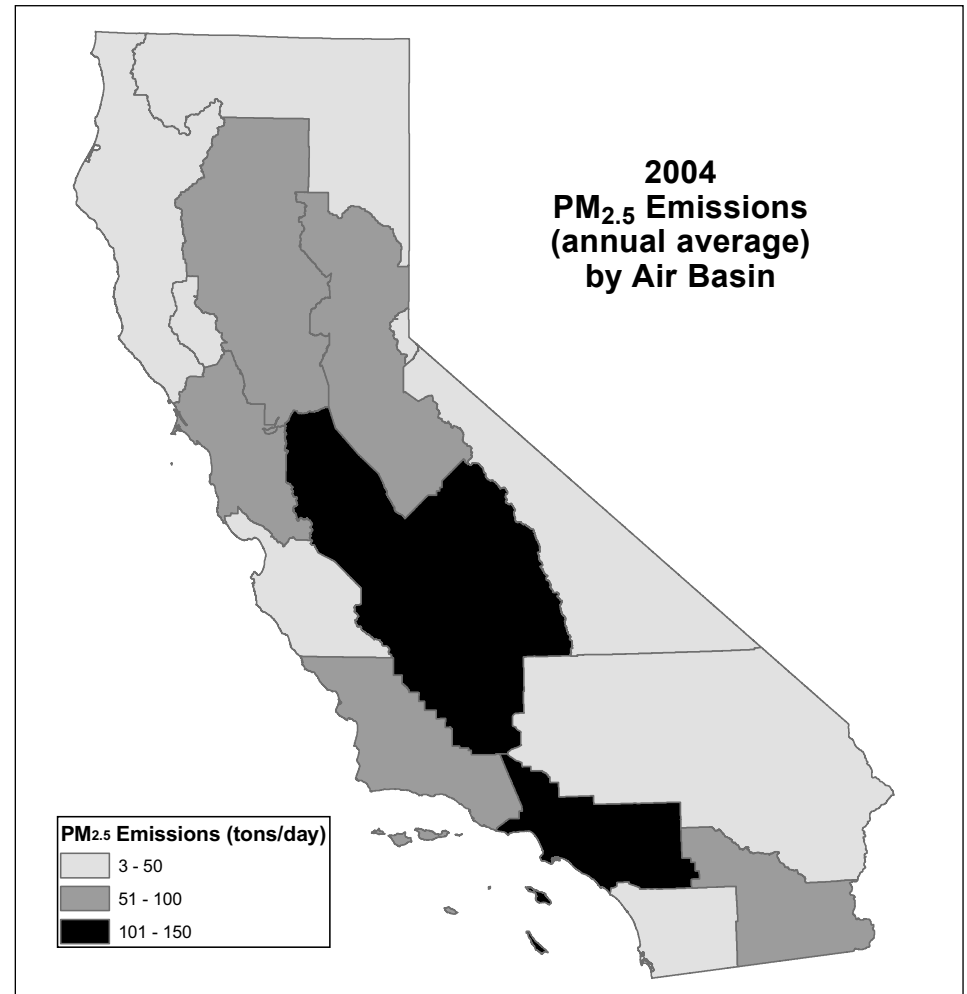 2004
PM2.5 Emissions
(annual average)
by Air Basin
PM2.5 Emissions (tons/day)
3 - 50
51 - 100
101 - 150